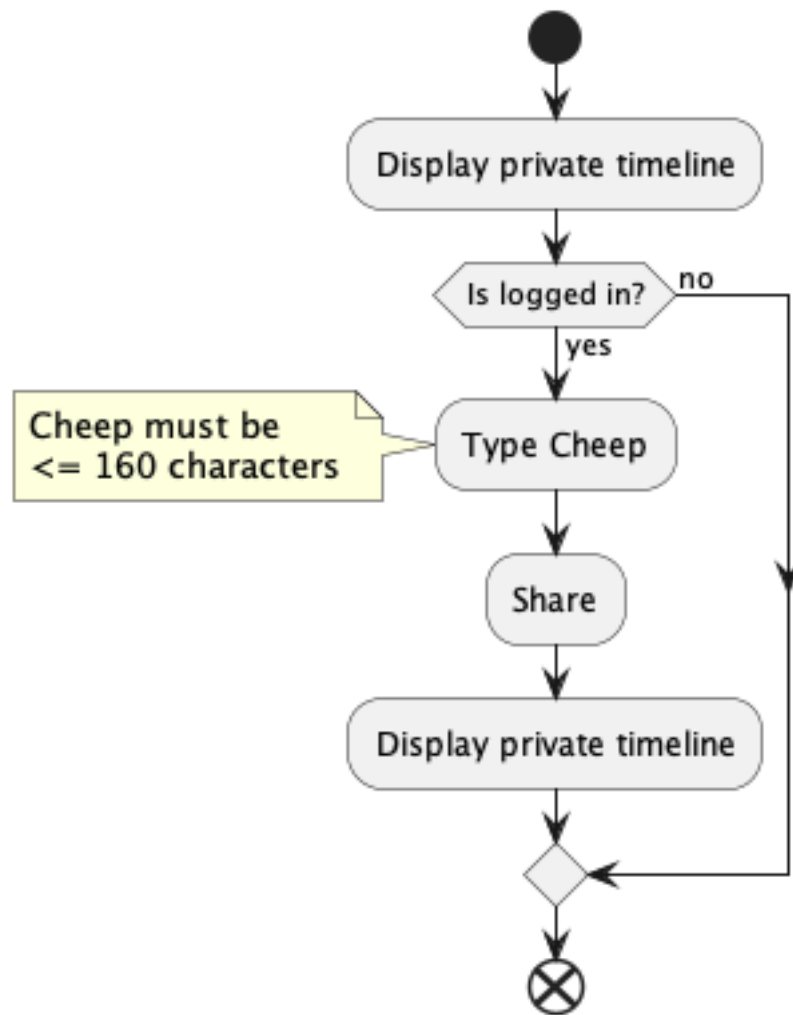 Display private timeline
Is logged in?
no
yes
Cheep must be
<= 160 characters
Type Cheep
Share
Display private timeline